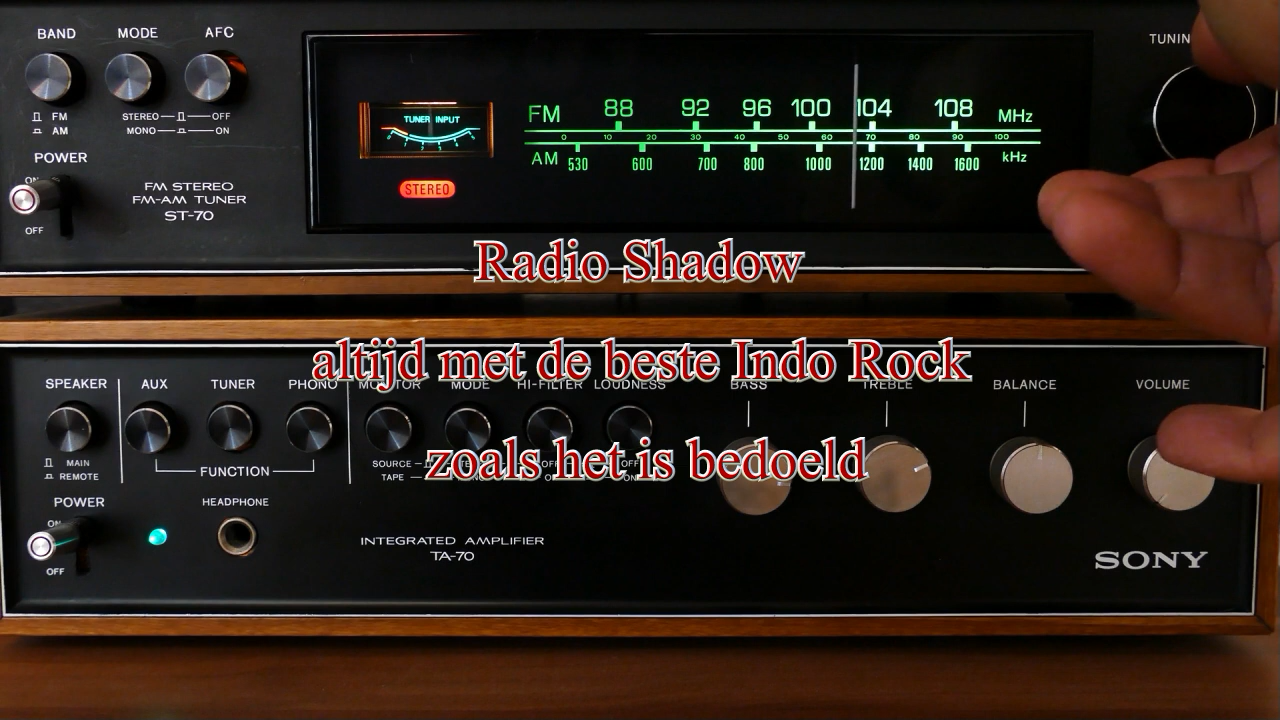 BAND MODE AFC TUNIN
FM 88 92 96 100 104 108 MHz
TUNER INPUT
FM STEREO OFF
AM MONO ON
0 10 20 30 40 50 60 70 80 90 100
AM 530 600 700 800 1000 1200 1400 1600 kHz
POWER
ON
STEREO
FM STEREO
FM-AM TUNER
ST-70
OFF
Radio Shadow
altijd met de beste Indo Rock
SPEAKER AUX TUNER PHONO MONITOR MODE HI-FILTER LOUDNESS BASS TREBLE BALANCE VOLUME
zoals het is bedoeld
MAIN SOURCE OFF OFF
REMOTE TAPE
FUNCTION
POWER HEADPHONE
ON
INTEGRATED AMPLIFIER
TA-70
OFF
SONY